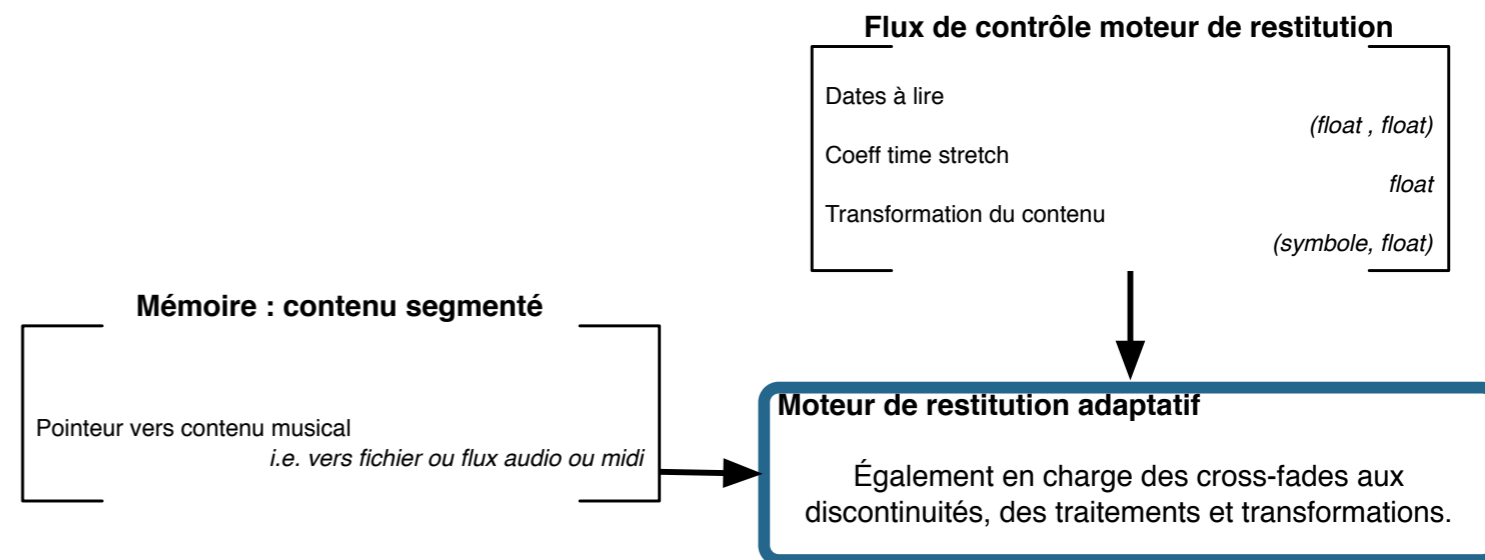 Flux de contrôle moteur de restitution
Dates à lire
(float , float)
Coeff time stretch
float
Transformation du contenu
(symbole, float)
Mémoire : contenu segmenté
Pointeur vers contenu musical
i.e. vers fichier ou flux audio ou midi
Moteur de restitution adaptatif
Également en charge des cross-fades aux
discontinuités, des traitements et transformations.